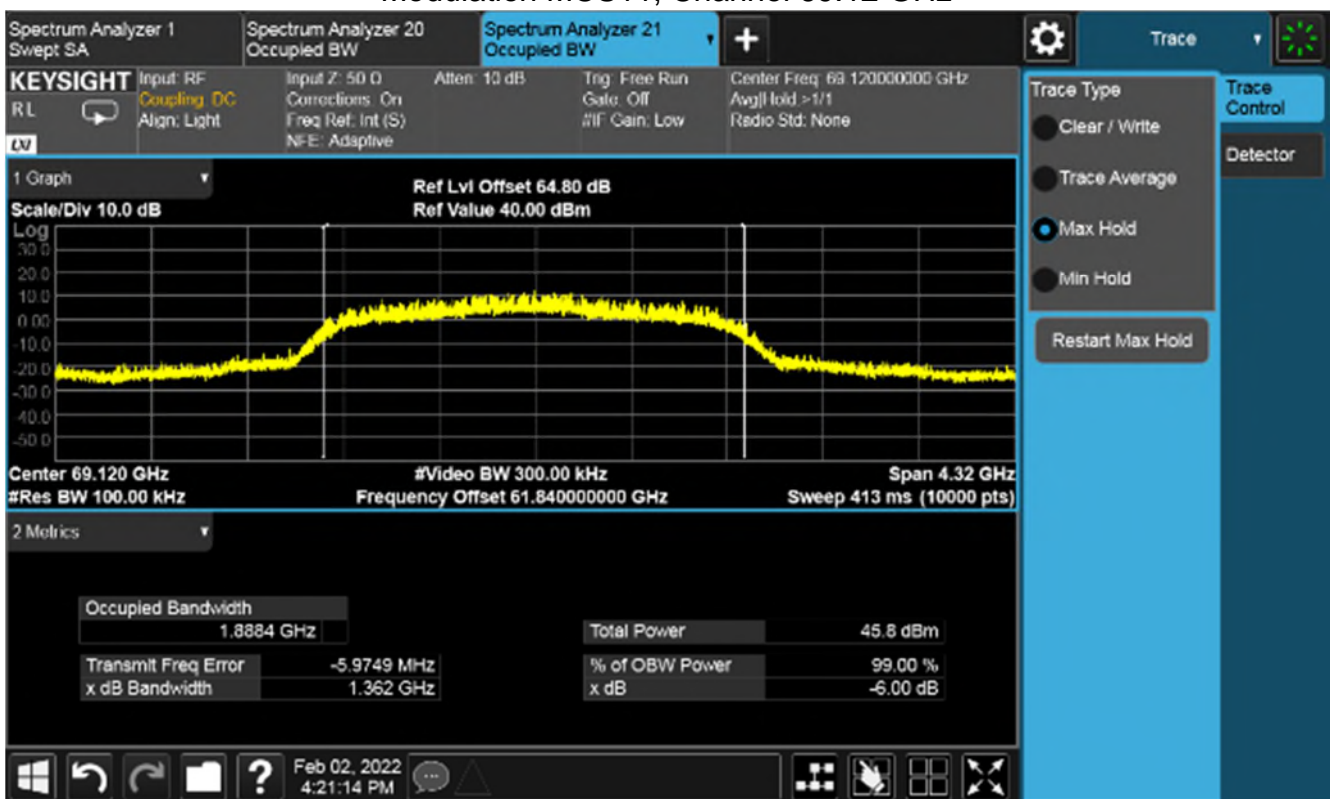 Spectrum Analyzer 1
Swept SA
Spectrum Analyzer 20
Occupied BW
Spectrum Analyzer 21
Occupied BW
Trace
KEYSIGHT
RL
LXI
Input: RF
Coupling: DC
Align: Light
Input Z: 50 Ω
Corrections: On
Freq Ref: Int (S)
NFE: Adaptive
Atten: 10 dB
Trig: Free Run
Gate: Off
#IF Gain: Low
Center Freq: 69.120000000 GHz
Avg|Hold:>1/1
Radio Std: None
Trace Type
Clear / Write
Trace Average
Max Hold
Min Hold
Restart Max Hold
Trace
Control
Detector
1 Graph
Scale/Div 10.0 dB
Ref Lvl Offset 64.80 dB
Ref Value 40.00 dBm
Log
30.0
20.0
10.0
0.00
-10.0
-20.0
-30.0
-40.0
-50.0
Center 69.120 GHz
#Video BW 300.00 kHz
Span 4.32 GHz
#Res BW 100.00 kHz
Frequency Offset 61.840000000 GHz
Sweep 413 ms (10000 pts)
2 Metrics
Occupied Bandwidth
1.8884 GHz
Total Power 45.8 dBm
Transmit Freq Error -5.9749 MHz
% of OBW Power 99.00 %
x dB Bandwidth 1.362 GHz
x dB -6.00 dB
?
Feb 02, 2022
4:21:14 PM